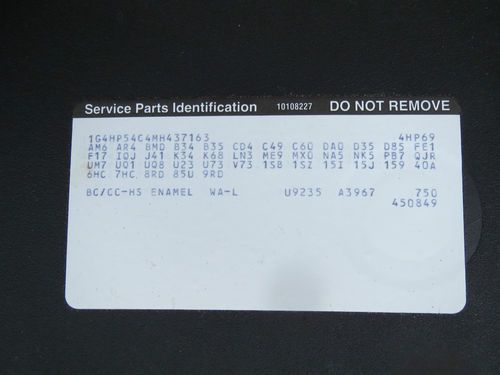 Service Parts Identification 10108227 DO NOT REMOVE
1G4HP54C4MH437163 4HP69
AM6 AR4 BMD B34 B35 CD4 C49 C60 DA0 D35 D85 FE1
F17 IOJ J41 K34 K68 LN3 ME9 MX0 NA5 NK5 PB7 QJR
UM7 UQ1 U08 U23 U73 V73 1S8 1SZ 15I 15J 159 40A
6HC 7HC 8RD 85U 9RD
BC/CC-HS ENAMEL WA-L U9235 A3967 750
450849